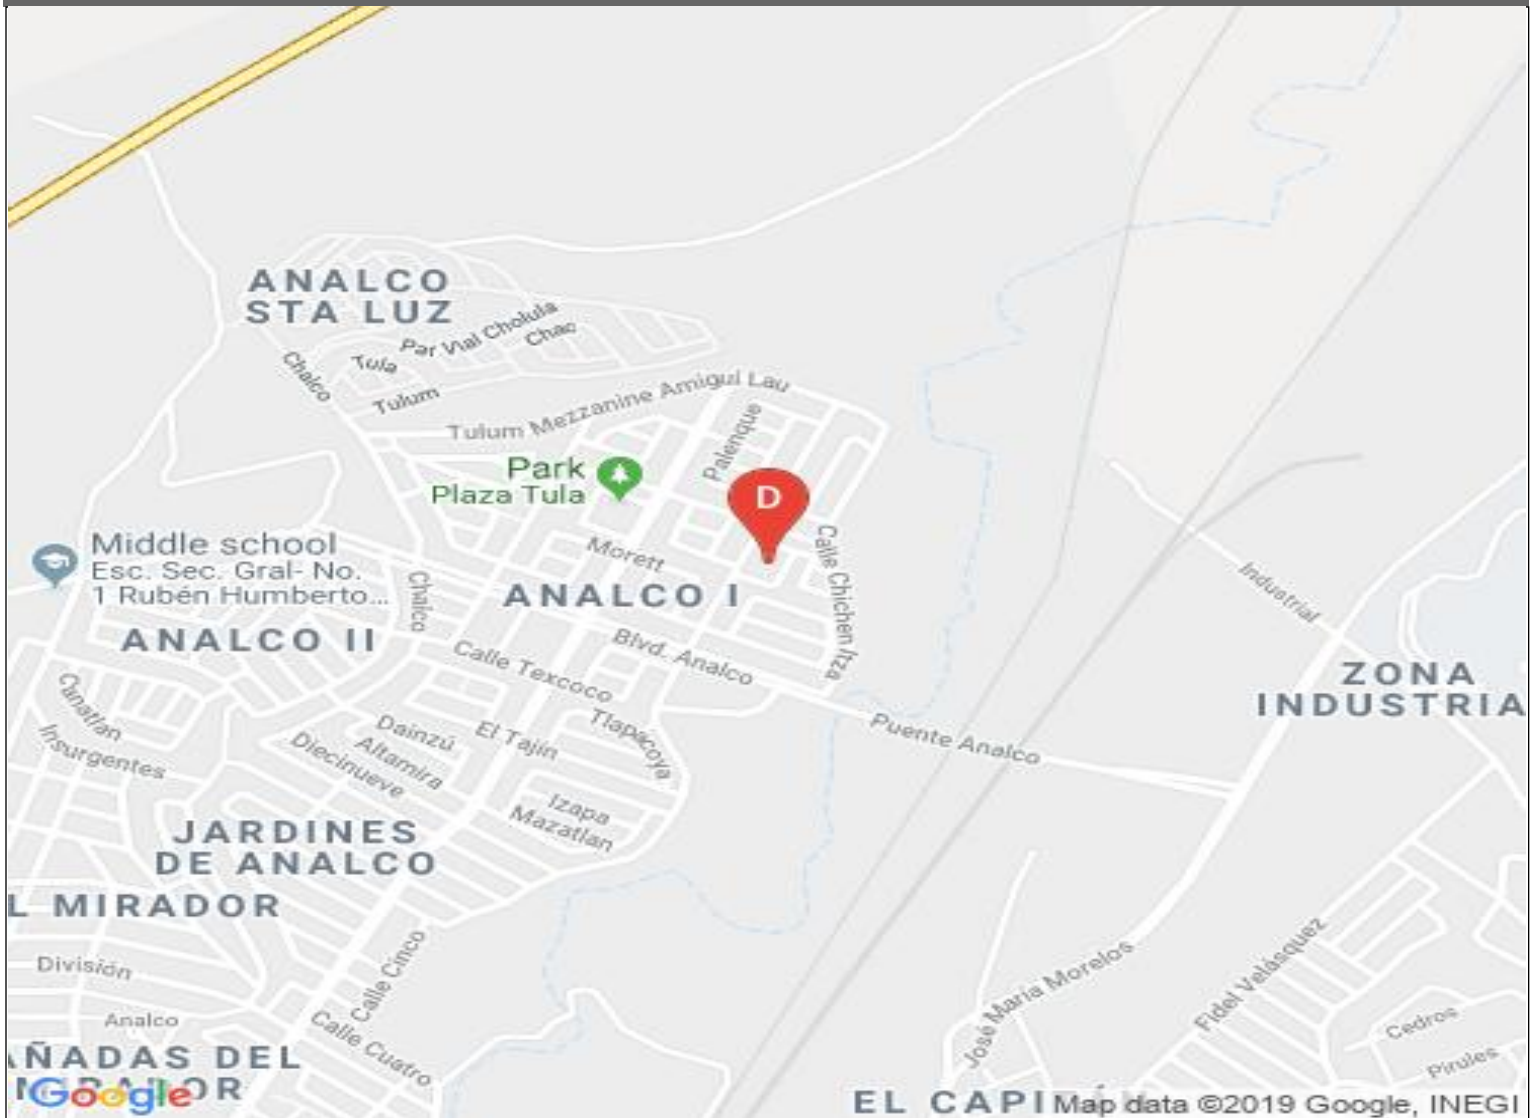 ANALCO
STA LUZ
Par Vial Cholula
Chac
Tula
Chalco
Tulum
Tulum Mezzanine Amigui Lau
Palenque
Park
Plaza Tula
D
Middle school
Esc. Sec. Gral- No.
1 Rubén Humberto...
Morett
Calle Chichen Itza
Industrial
ANALCO I
Chalco
ANALCO II
Blvd. Analco
Calle Texcoco
ZONA
INDUSTRIA
Cunatlan
Insurgentes
Tlapacoya
Dainzú
El Tajín
Altamira
Diecinueve
Puente Analco
Izapa
Mazatlan
JARDINES
DE ANALCO
L MIRADOR
División
Calle Cinco
José María Morelos
Fidel Velásquez
Analco
Calle Cuatro
Cedros
Pirules
AÑADAS DEL
MIRADOR
Google
EL CAPI
Map data ©2019 Google, INEGI